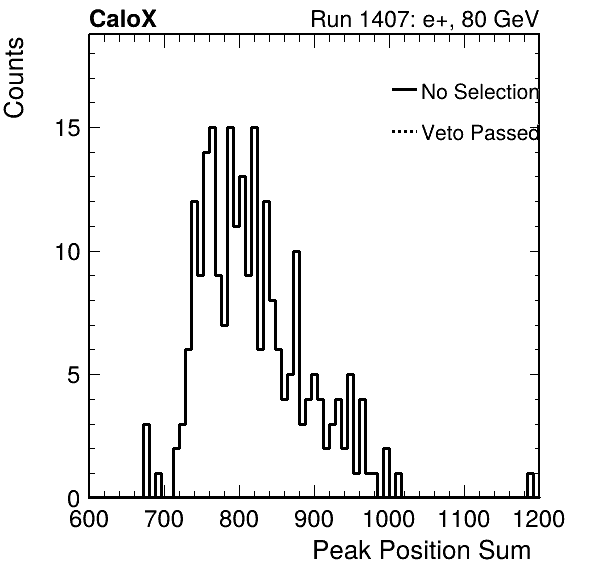 CaloX Run 1407: e+, 80 GeV
Counts
No Selection
Veto Passed
15
10
5
0
600 700 800 900 1000 1100 1200
Peak Position Sum